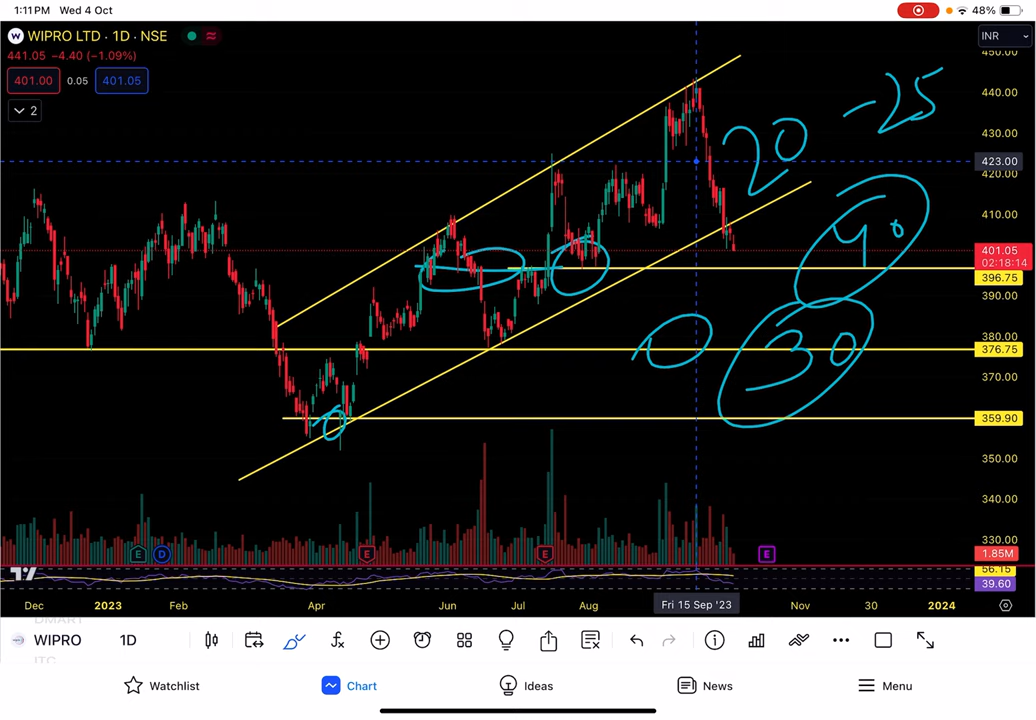 1:11 PM Wed 4 Oct
48%
W WIPRO LTD · 1D · NSE
INR
441.05 −4.40 (−1.09%)
401.00 0.05 401.05
2
450.00
440.00
430.00
423.00
420.00
410.00
401.05
02:18:14
396.75
390.00
380.00
376.75
370.00
359.90
350.00
340.00
330.00
1.85M
56.15
39.60
20 -25
40
30
E D E E E
Dec 2023 Feb Apr Jun Jul Aug Fri 15 Sep '23 Nov 30 2024
DMART
WIPRO 1D
ITC
Watchlist Chart Ideas News Menu